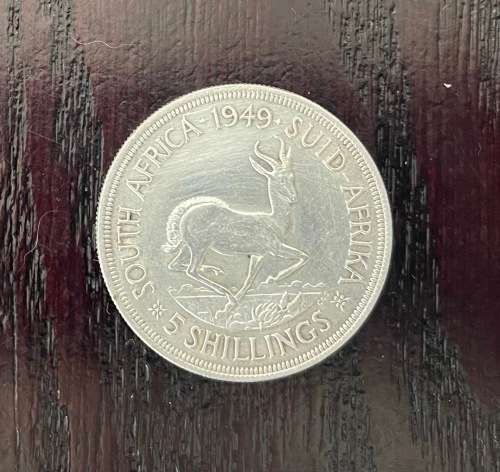 SOUTH AFRICA · 1949 · SUID-AFRIKA
5 SHILLINGS